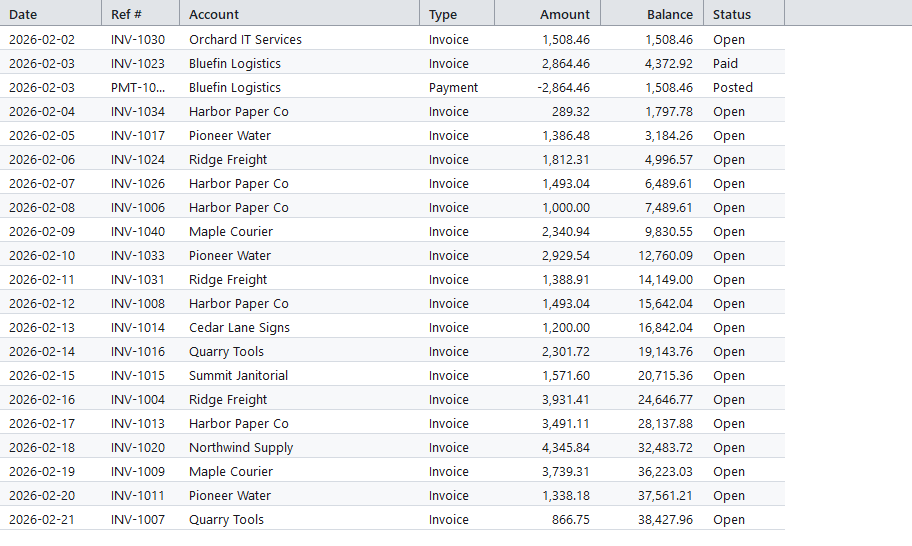 Date Ref # Account Type Amount Balance Status
2026-02-02 INV-1030 Orchard IT Services Invoice 1,508.46 1,508.46 Open
2026-02-03 INV-1023 Bluefin Logistics Invoice 2,864.46 4,372.92 Paid
2026-02-03 PMT-10... Bluefin Logistics Payment -2,864.46 1,508.46 Posted
2026-02-04 INV-1034 Harbor Paper Co Invoice 289.32 1,797.78 Open
2026-02-05 INV-1017 Pioneer Water Invoice 1,386.48 3,184.26 Open
2026-02-06 INV-1024 Ridge Freight Invoice 1,812.31 4,996.57 Open
2026-02-07 INV-1026 Harbor Paper Co Invoice 1,493.04 6,489.61 Open
2026-02-08 INV-1006 Harbor Paper Co Invoice 1,000.00 7,489.61 Open
2026-02-09 INV-1040 Maple Courier Invoice 2,340.94 9,830.55 Open
2026-02-10 INV-1033 Pioneer Water Invoice 2,929.54 12,760.09 Open
2026-02-11 INV-1031 Ridge Freight Invoice 1,388.91 14,149.00 Open
2026-02-12 INV-1008 Harbor Paper Co Invoice 1,493.04 15,642.04 Open
2026-02-13 INV-1014 Cedar Lane Signs Invoice 1,200.00 16,842.04 Open
2026-02-14 INV-1016 Quarry Tools Invoice 2,301.72 19,143.76 Open
2026-02-15 INV-1015 Summit Janitorial Invoice 1,571.60 20,715.36 Open
2026-02-16 INV-1004 Ridge Freight Invoice 3,931.41 24,646.77 Open
2026-02-17 INV-1013 Harbor Paper Co Invoice 3,491.11 28,137.88 Open
2026-02-18 INV-1020 Northwind Supply Invoice 4,345.84 32,483.72 Open
2026-02-19 INV-1009 Maple Courier Invoice 3,739.31 36,223.03 Open
2026-02-20 INV-1011 Pioneer Water Invoice 1,338.18 37,561.21 Open
2026-02-21 INV-1007 Quarry Tools Invoice 866.75 38,427.96 Open